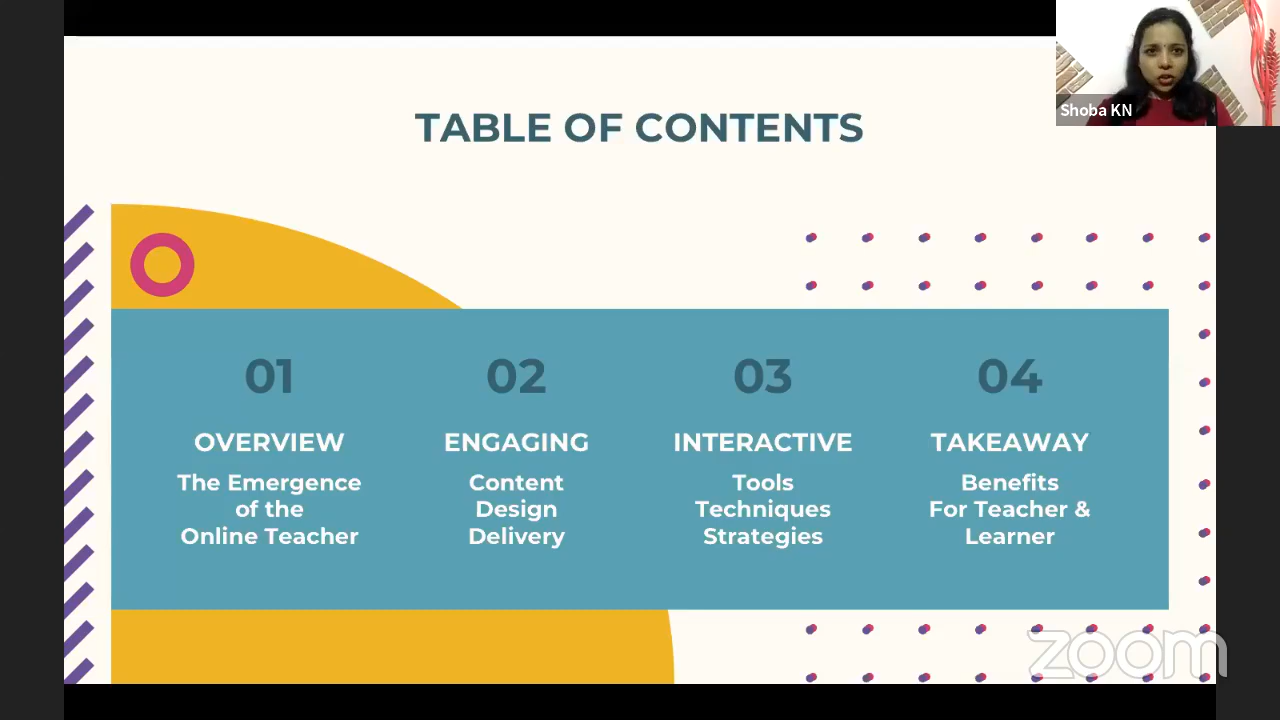 Shoba KN
TABLE OF CONTENTS
01
OVERVIEW
The Emergence
of the
Online Teacher
02
ENGAGING
Content
Design
Delivery
03
INTERACTIVE
Tools
Techniques
Strategies
04
TAKEAWAY
Benefits
For Teacher &
Learner
zoom